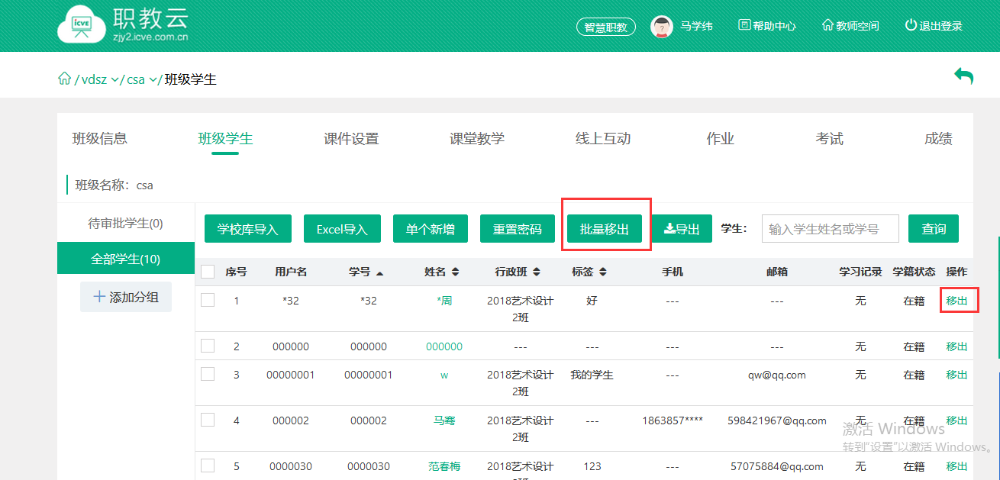 icve 职教云
zjy2.icve.com.cn
智慧职教 马学纬 帮助中心 教师空间 退出登录
/ vdsz / csa / 班级学生
班级信息 班级学生 课件设置 课堂教学 线上互动 作业 考试 成绩
班级名称：csa
待审批学生(0)
全部学生(10)
添加分组
学校库导入 Excel导入 单个新增 重置密码 批量移出 导出 学生： 输入学生姓名或学号 查询
序号 用户名 学号 姓名 行政班 标签 手机 邮箱 学习记录 学籍状态 操作
1 *32 *32 *周 2018艺术设计 好 --- --- 无 在籍 移出
2班
2 000000 000000 000000 --- --- --- --- 无 在籍 移出
3 00000001 00000001 w 2018艺术设计 我的学生 --- qw@qq.com 无 在籍 移出
2班
4 000002 000002 马骞 2018艺术设计 --- 1863857**** 598421967@qq.com 无 在籍 移出
2班
激活 Windows
转到"设置"以激活 Windows。
5 0000030 0000030 范春梅 2018艺术设计 123 --- 57075884@qq.com 无 在籍 移出